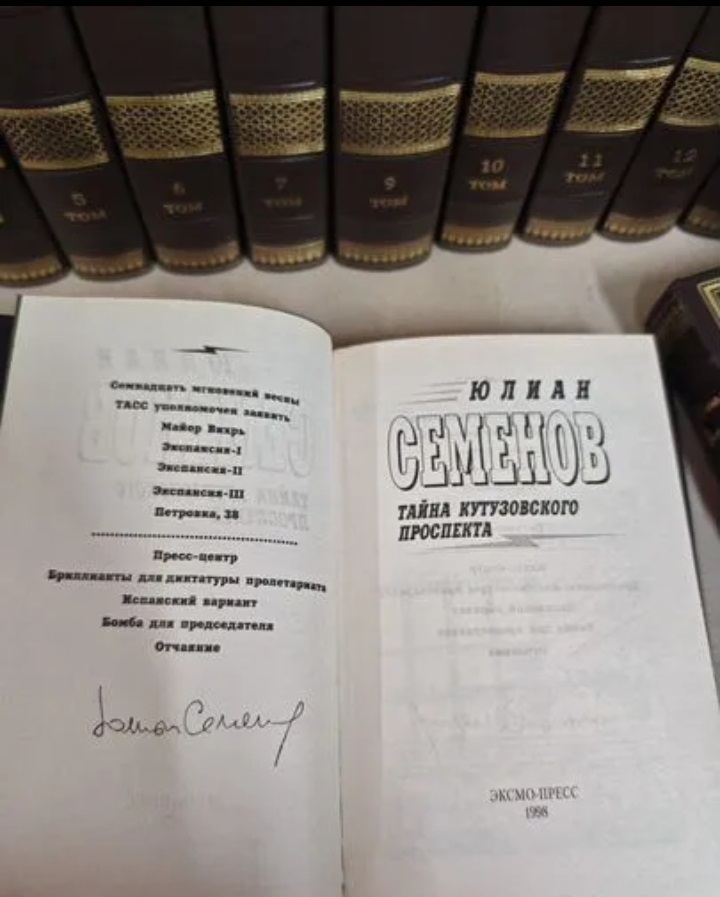 5
ТОМ
6
ТОМ
7
ТОМ
9
ТОМ
10
ТОМ
11
ТОМ
12
ТОМ
Семнадцать мгновений весны
ТАСС уполномочен заявить
Майор Вихрь
Экспансия-I
Экспансия-II
Экспансия-III
Петровка, 38
Пресс-центр
Бриллианты для диктатуры пролетариата
Испанский вариант
Бомба для председателя
Отчаяние
Юлиан Семенов
ЮЛИАН
СЕМЕНОВ
ТАЙНА КУТУЗОВСКОГО
ПРОСПЕКТА
ЭКСМО-ПРЕСС
1998